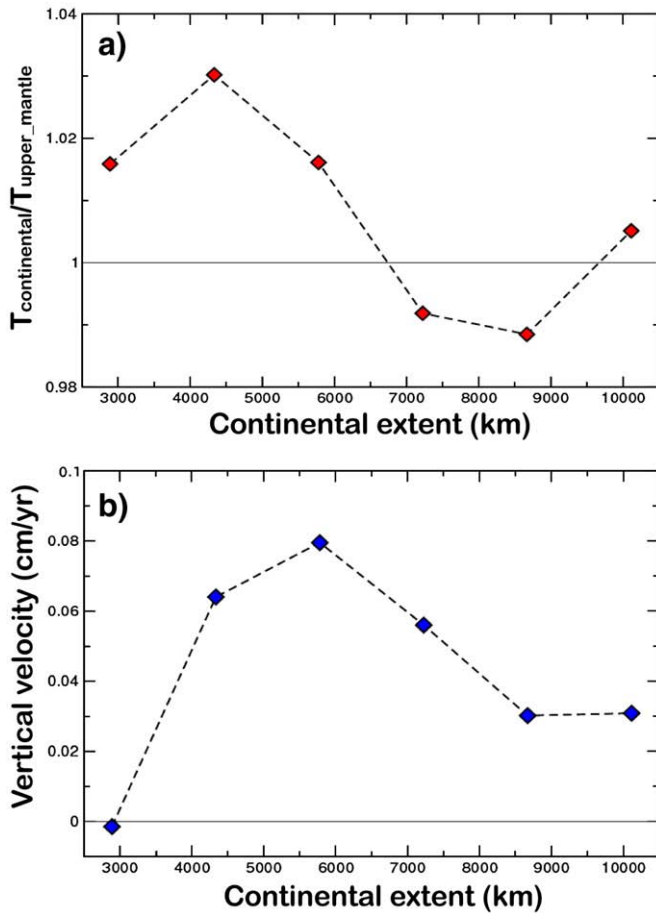 1.04
a)
1.02
1
0.98
T_continental/T_upper_mantle
3000 4000 5000 6000 7000 8000 9000 10000
Continental extent (km)
0.1
b)
0.08
0.06
0.04
0.02
0
Vertical velocity (cm/yr)
3000 4000 5000 6000 7000 8000 9000 10000
Continental extent (km)